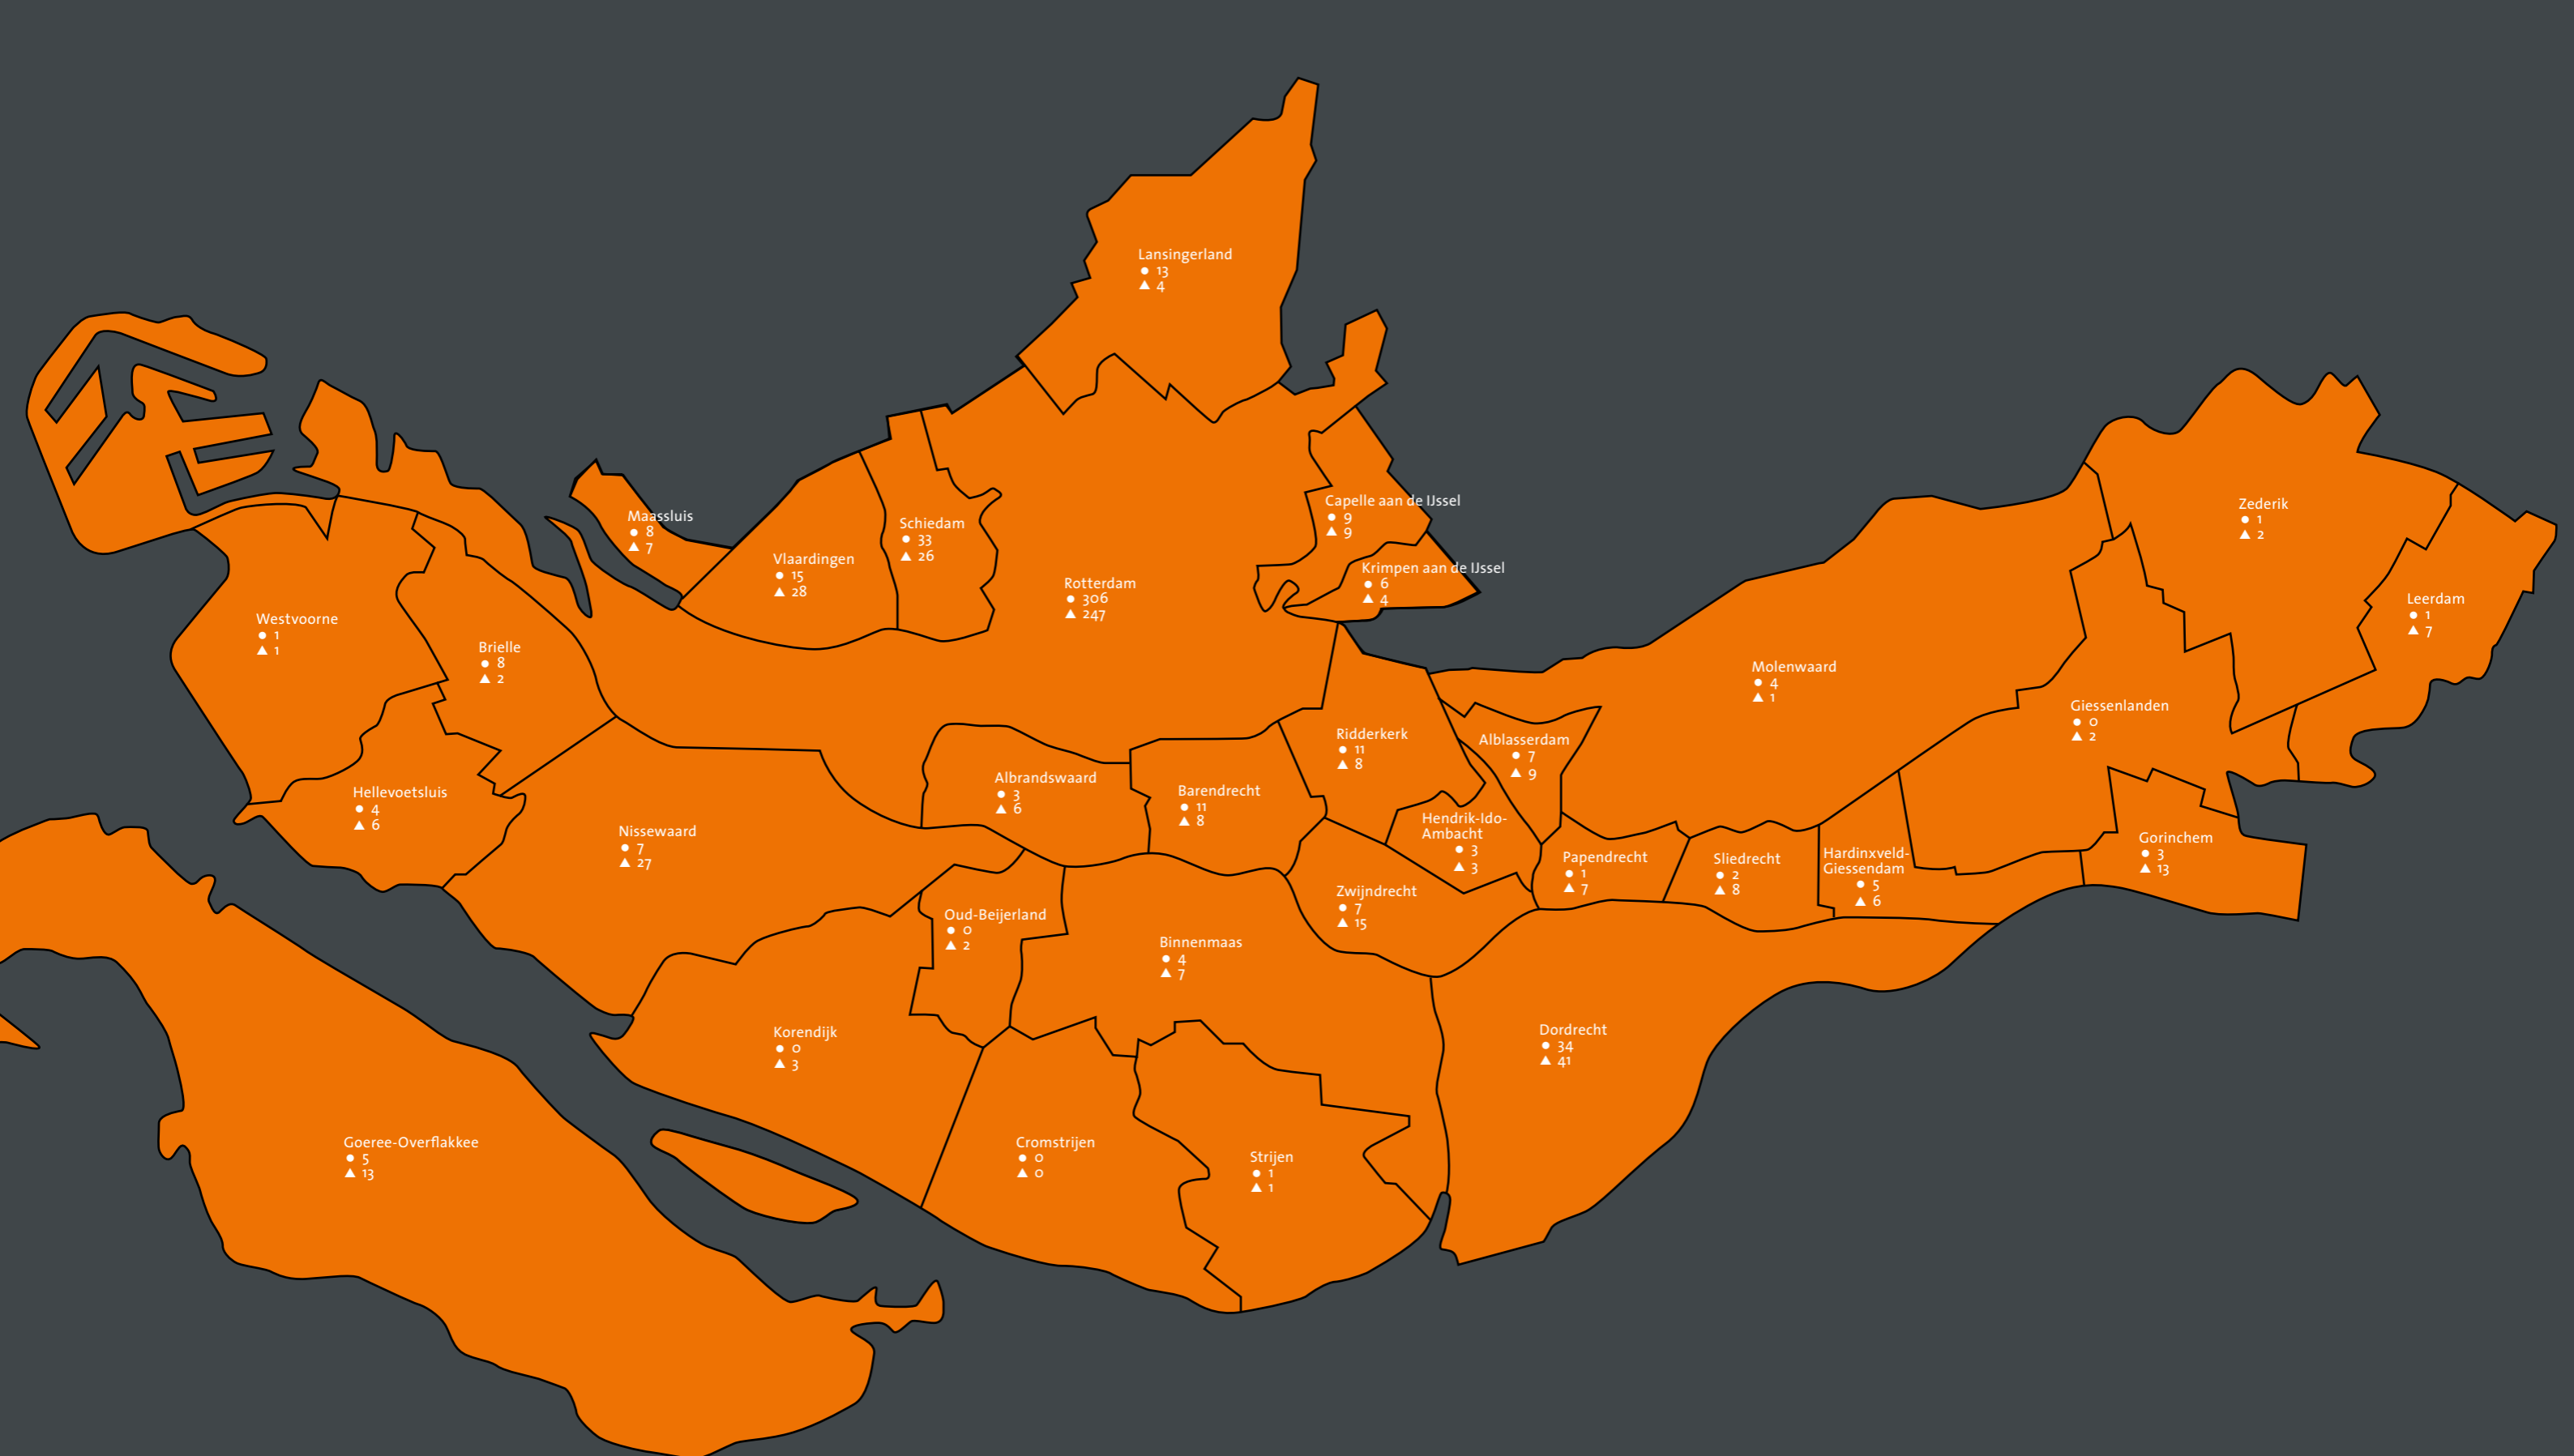 Lansingerland
● 13
▲ 4
Capelle aan de IJssel
● 9
▲ 9
Maassluis
● 8
▲ 7
Schiedam
● 33
▲ 26
Vlaardingen
● 15
▲ 28
Rotterdam
● 306
▲ 247
Krimpen aan de IJssel
● 6
▲ 4
Zederik
● 1
▲ 2
Leerdam
● 1
▲ 7
Westvoorne
● 1
▲ 1
Brielle
● 8
▲ 2
Molenwaard
● 4
▲ 1
Giessenlanden
● 0
▲ 2
Ridderkerk
● 11
▲ 8
Alblasserdam
● 7
▲ 9
Hellevoetsluis
● 4
▲ 6
Albrandswaard
● 3
▲ 6
Barendrecht
● 11
▲ 8
Nissewaard
● 7
▲ 27
Hendrik-Ido-
Ambacht
● 3
▲ 3
Papendrecht
● 1
▲ 7
Sliedrecht
● 2
▲ 8
Hardinxveld-
Giessendam
● 5
▲ 6
Gorinchem
● 3
▲ 13
Zwijndrecht
● 7
▲ 15
Oud-Beijerland
● 0
▲ 2
Binnenmaas
● 4
▲ 7
Korendijk
● 0
▲ 3
Dordrecht
● 34
▲ 41
Goeree-Overflakkee
● 5
▲ 13
Cromstrijen
● 0
▲ 0
Strijen
● 1
▲ 1